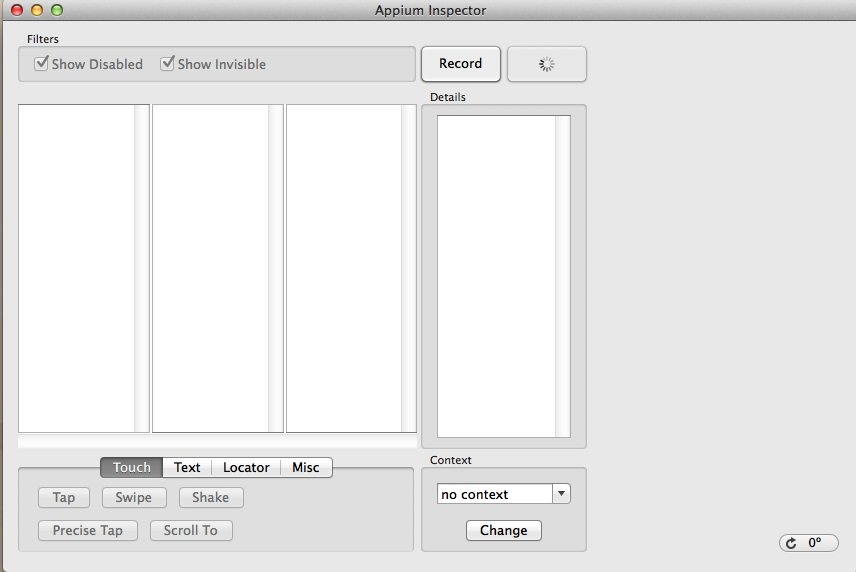 Appium Inspector
Filters
Show Disabled
Show Invisible
Record
Details
Touch
Text
Locator
Misc
Tap
Swipe
Shake
Precise Tap
Scroll To
Context
no context
Change
0°